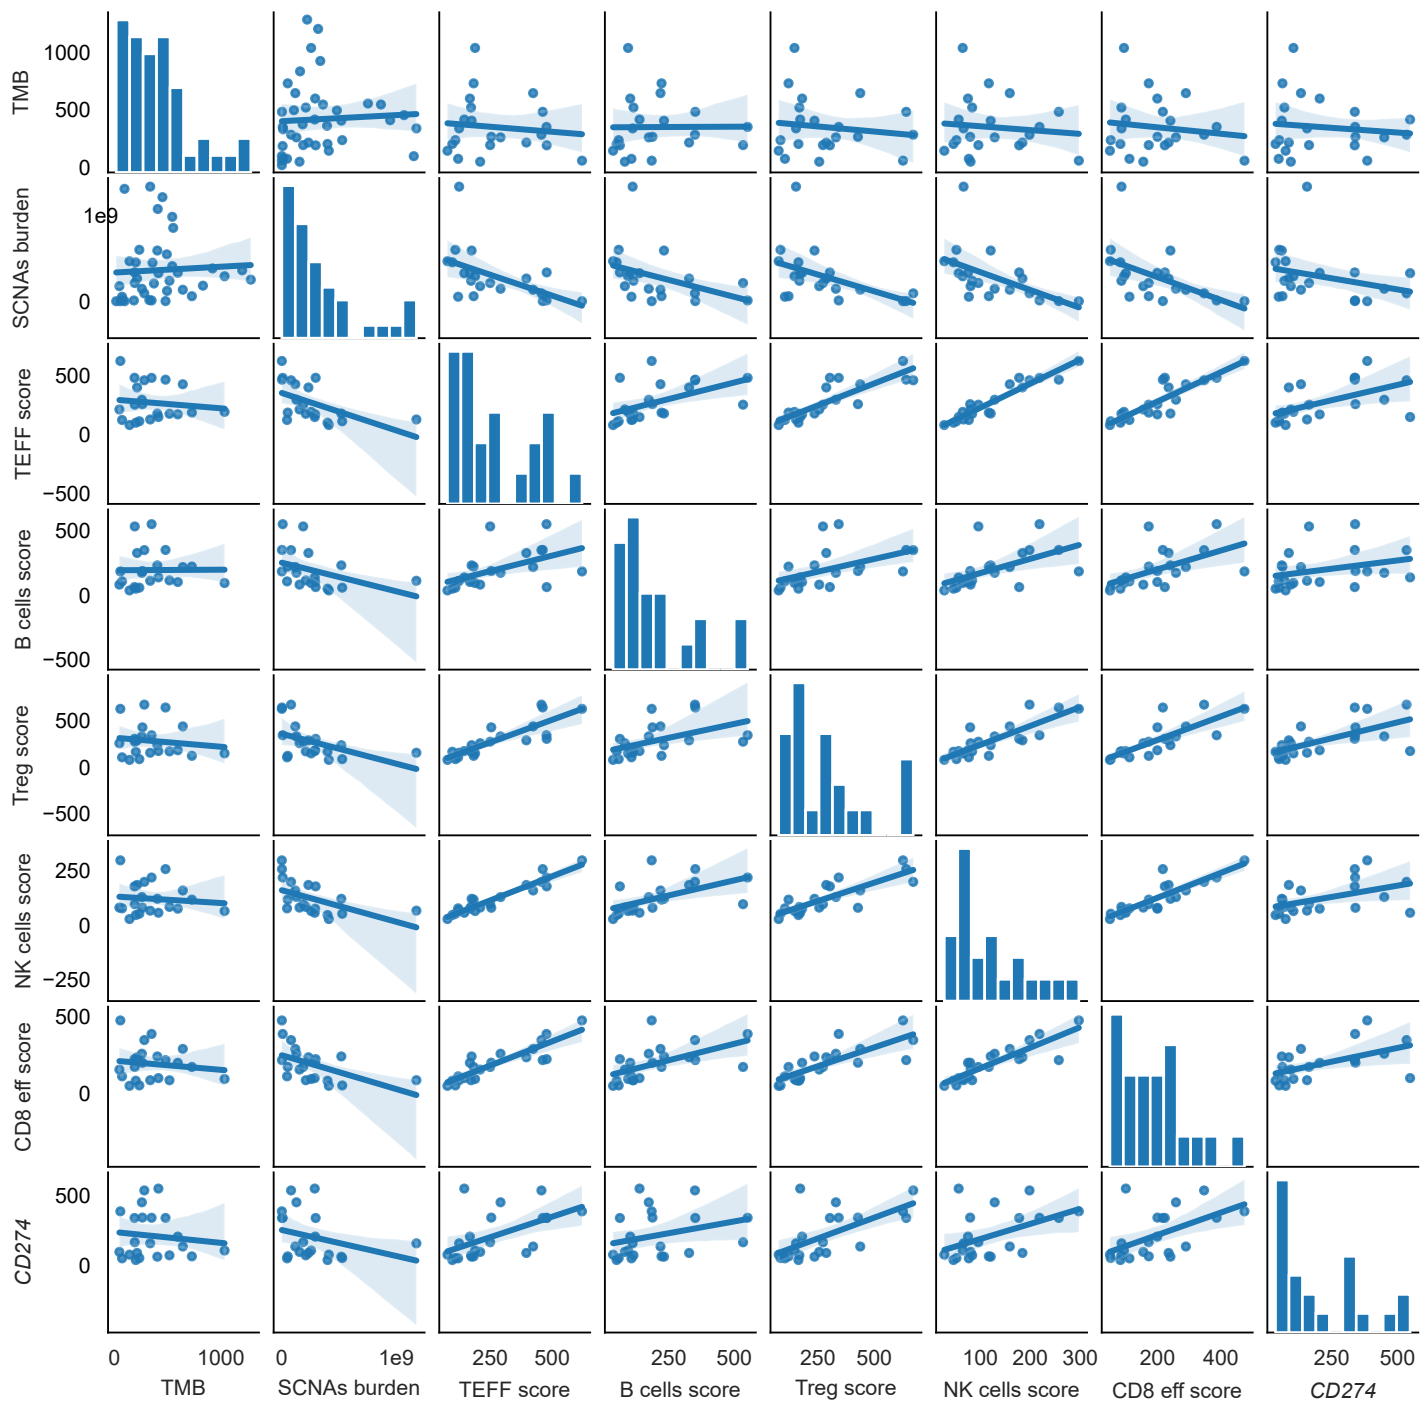 TMB
1000
500
0
SCNAs burden
1e9
0
TEFF score
500
0
−500
B cells score
500
0
−500
Treg score
500
0
−500
NK cells score
250
0
−250
CD8 eff score
500
0
CD274
500
0
0 1000 0 1e9 250 500 250 500 250 500 100 200 300 200 400 250 500
TMB SCNAs burden TEFF score B cells score Treg score NK cells score CD8 eff score CD274